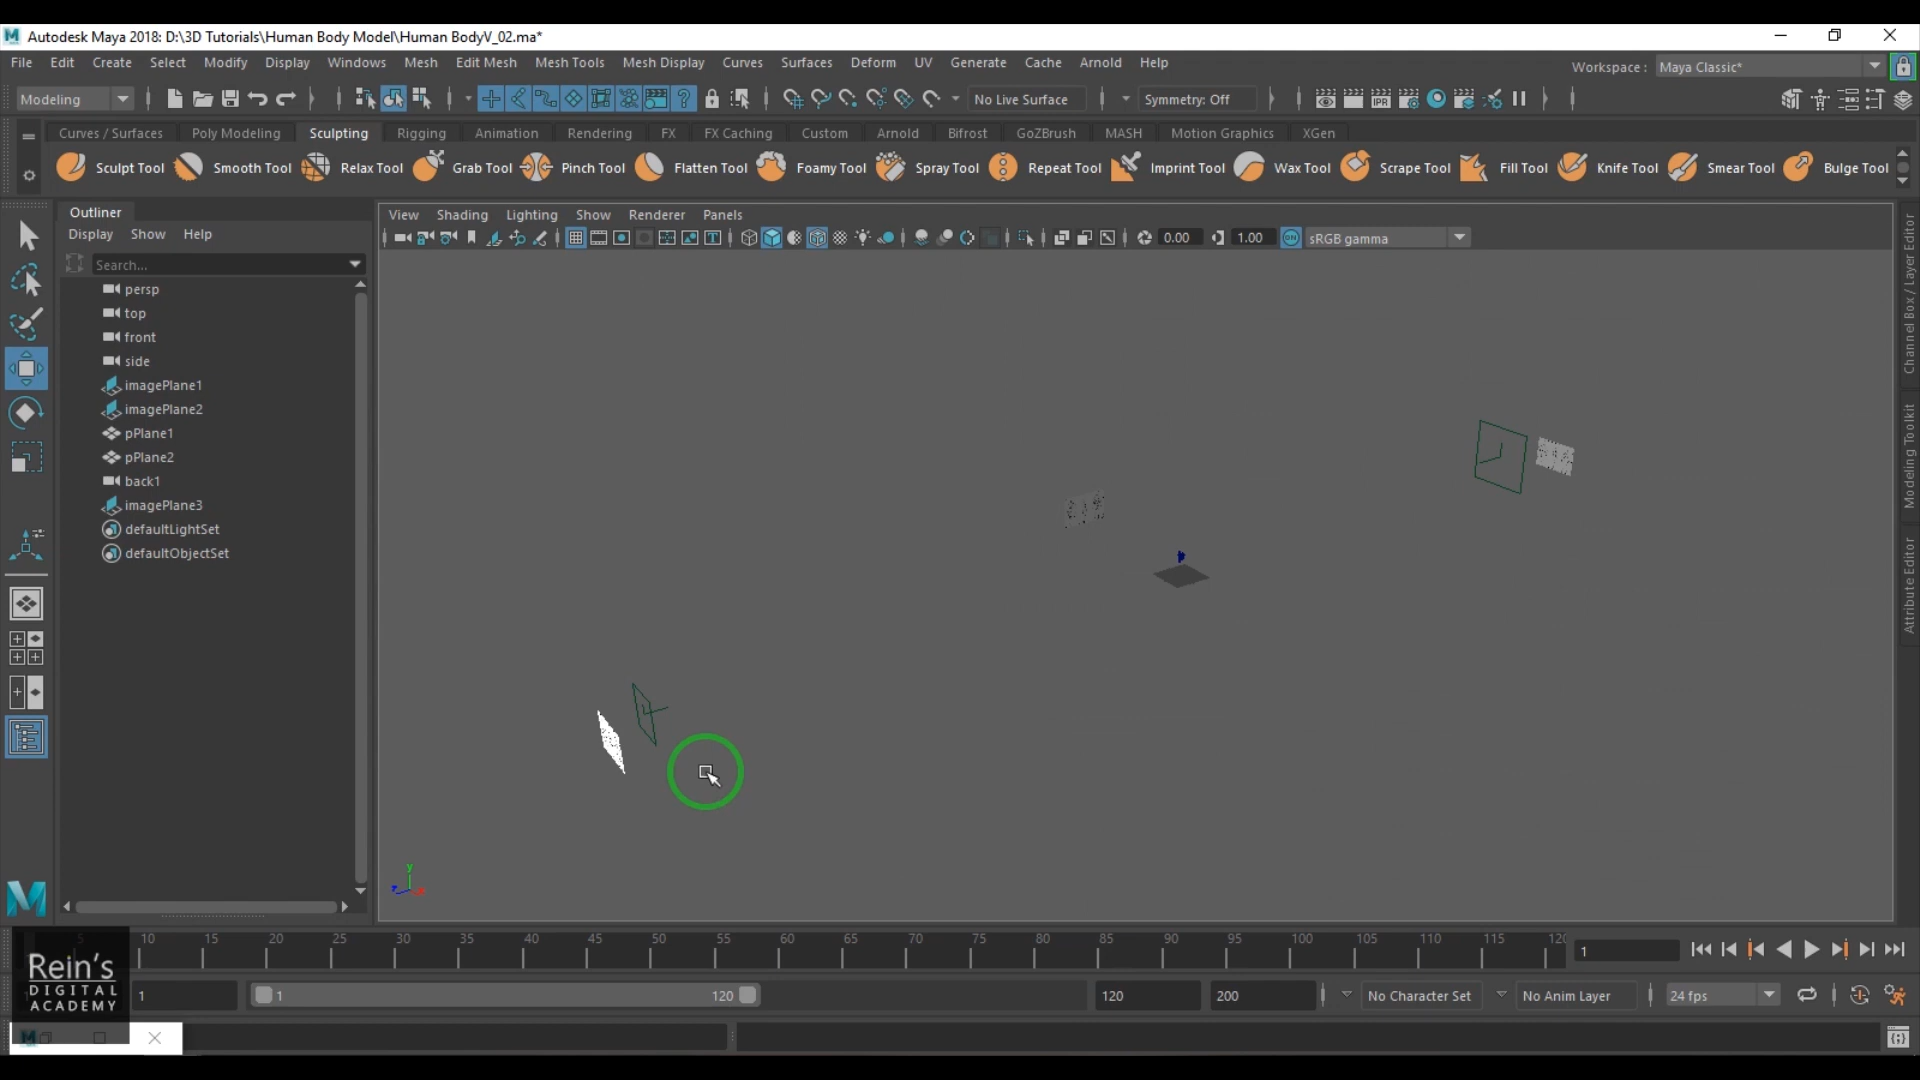 Autodesk Maya 2018: D:\3D Tutorials\Human Body Model\Human BodyV_02.ma*
File Edit Create Select Modify Display Windows Mesh Edit Mesh Mesh Tools Mesh Display Curves Surfaces Deform UV Generate Cache Arnold Help
Workspace : Maya Classic*
Modeling No Live Surface Symmetry: Off IPR
Curves / Surfaces Poly Modeling Sculpting Rigging Animation Rendering FX FX Caching Custom Arnold Bifrost GoZBrush MASH Motion Graphics XGen
Sculpt Tool Smooth Tool Relax Tool Grab Tool Pinch Tool Flatten Tool Foamy Tool Spray Tool Repeat Tool Imprint Tool Wax Tool Scrape Tool Fill Tool Knife Tool Smear Tool Bulge Tool
Outliner
Display Show Help
Search...
persp
top
front
side
imagePlane1
imagePlane2
pPlane1
pPlane2
back1
imagePlane3
defaultLightSet
defaultObjectSet
View Shading Lighting Show Renderer Panels
0.00 1.00 ON sRGB gamma
Channel Box / Layer Editor
Modeling Toolkit
Attribute Editor
y
5 10 15 20 25 30 35 40 45 50 55 60 65 70 75 80 85 90 95 100 105 110 115 120
1
Rein's
DIGITAL
ACADEMY
1 1 120 120 200 No Character Set No Anim Layer 24 fps